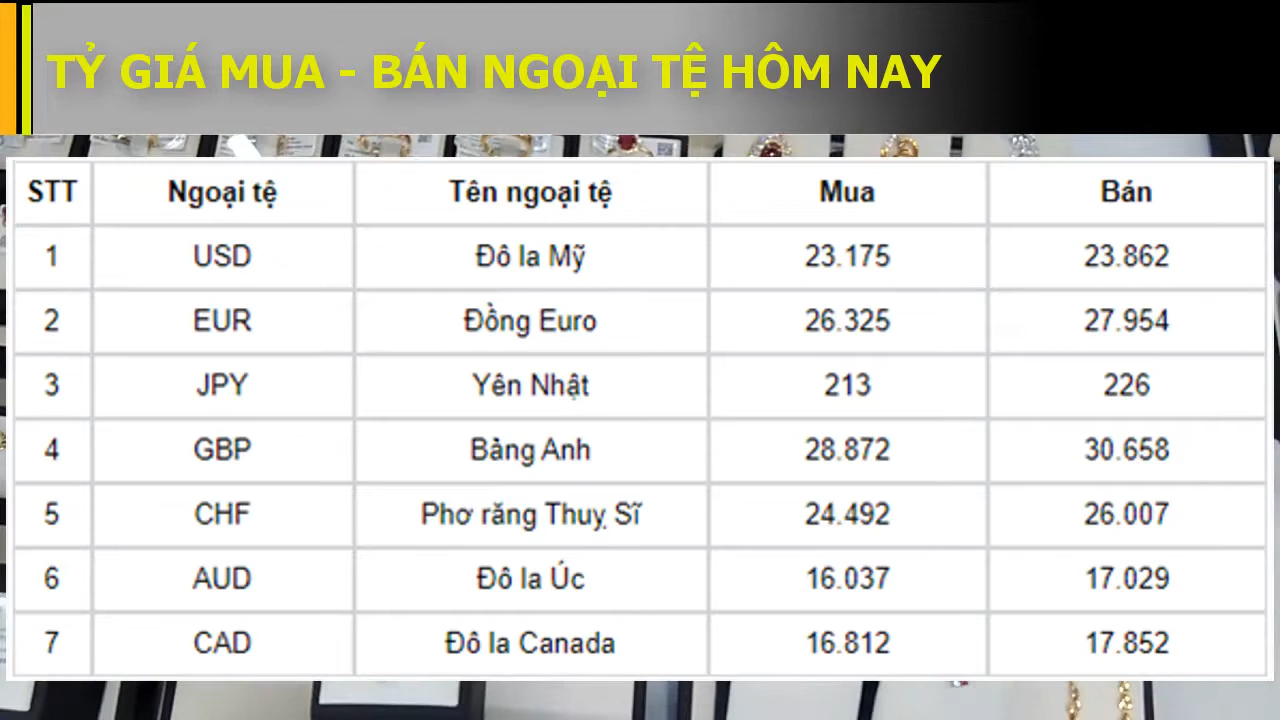 TỶ GIÁ MUA - BÁN NGOẠI TỆ HÔM NAY
STT Ngoại tệ Tên ngoại tệ Mua Bán
1 USD Đô la Mỹ 23.175 23.862
2 EUR Đồng Euro 26.325 27.954
3 JPY Yên Nhật 213 226
4 GBP Bảng Anh 28.872 30.658
5 CHF Phơ răng Thuỵ Sĩ 24.492 26.007
6 AUD Đô la Úc 16.037 17.029
7 CAD Đô la Canada 16.812 17.852